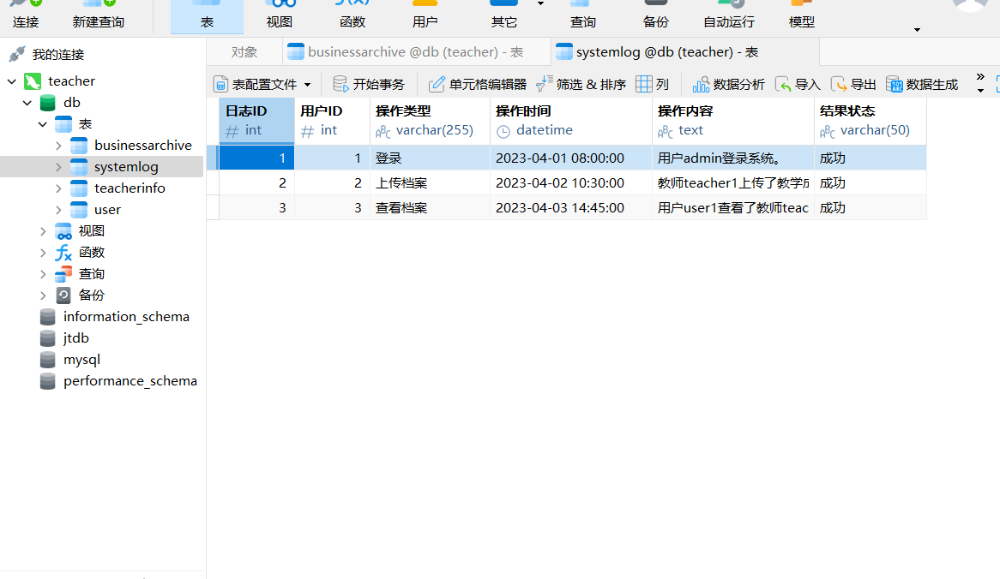 连接 新建查询 表 视图 函数 用户 其它 查询 备份 自动运行 模型
我的连接
teacher
db
表
businessarchive
systemlog
teacherinfo
user
视图
函数
查询
备份
information_schema
jtdb
mysql
performance_schema
对象 businessarchive @db (teacher) - 表 systemlog @db (teacher) - 表
表配置文件 开始事务 单元格编辑器 筛选 & 排序 列 数据分析 导入 导出 数据生成
日志ID 用户ID 操作类型 操作时间 操作内容 结果状态
# int # int ABC varchar(255) datetime ABC text ABC varchar(50)
1 1 登录 2023-04-01 08:00:00 用户admin登录系统。 成功
2 2 上传档案 2023-04-02 10:30:00 教师teacher1上传了教学 成功
3 3 查看档案 2023-04-03 14:45:00 用户user1查看了教师teac 成功